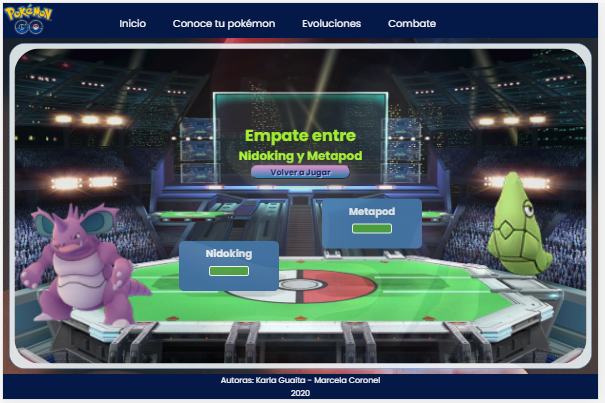 Pokémon
GO
Inicio Conoce tu pokémon Evoluciones Combate
Empate entre
Nidoking y Metapod
Volver a Jugar
Metapod
Nidoking
Autoras: Karla Guaita - Marcela Coronel
2020